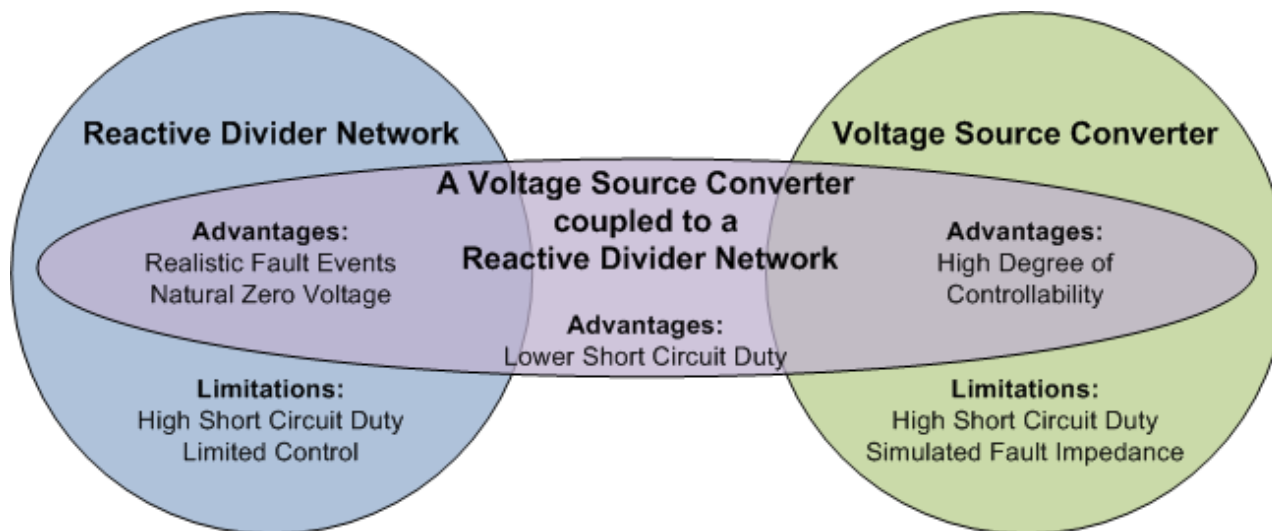 Reactive Divider Network
Advantages:
Realistic Fault Events
Natural Zero Voltage
Limitations:
High Short Circuit Duty
Limited Control
A Voltage Source Converter
coupled to a
Reactive Divider Network
Advantages:
Lower Short Circuit Duty
Voltage Source Converter
Advantages:
High Degree of
Controllability
Limitations:
High Short Circuit Duty
Simulated Fault Impedance